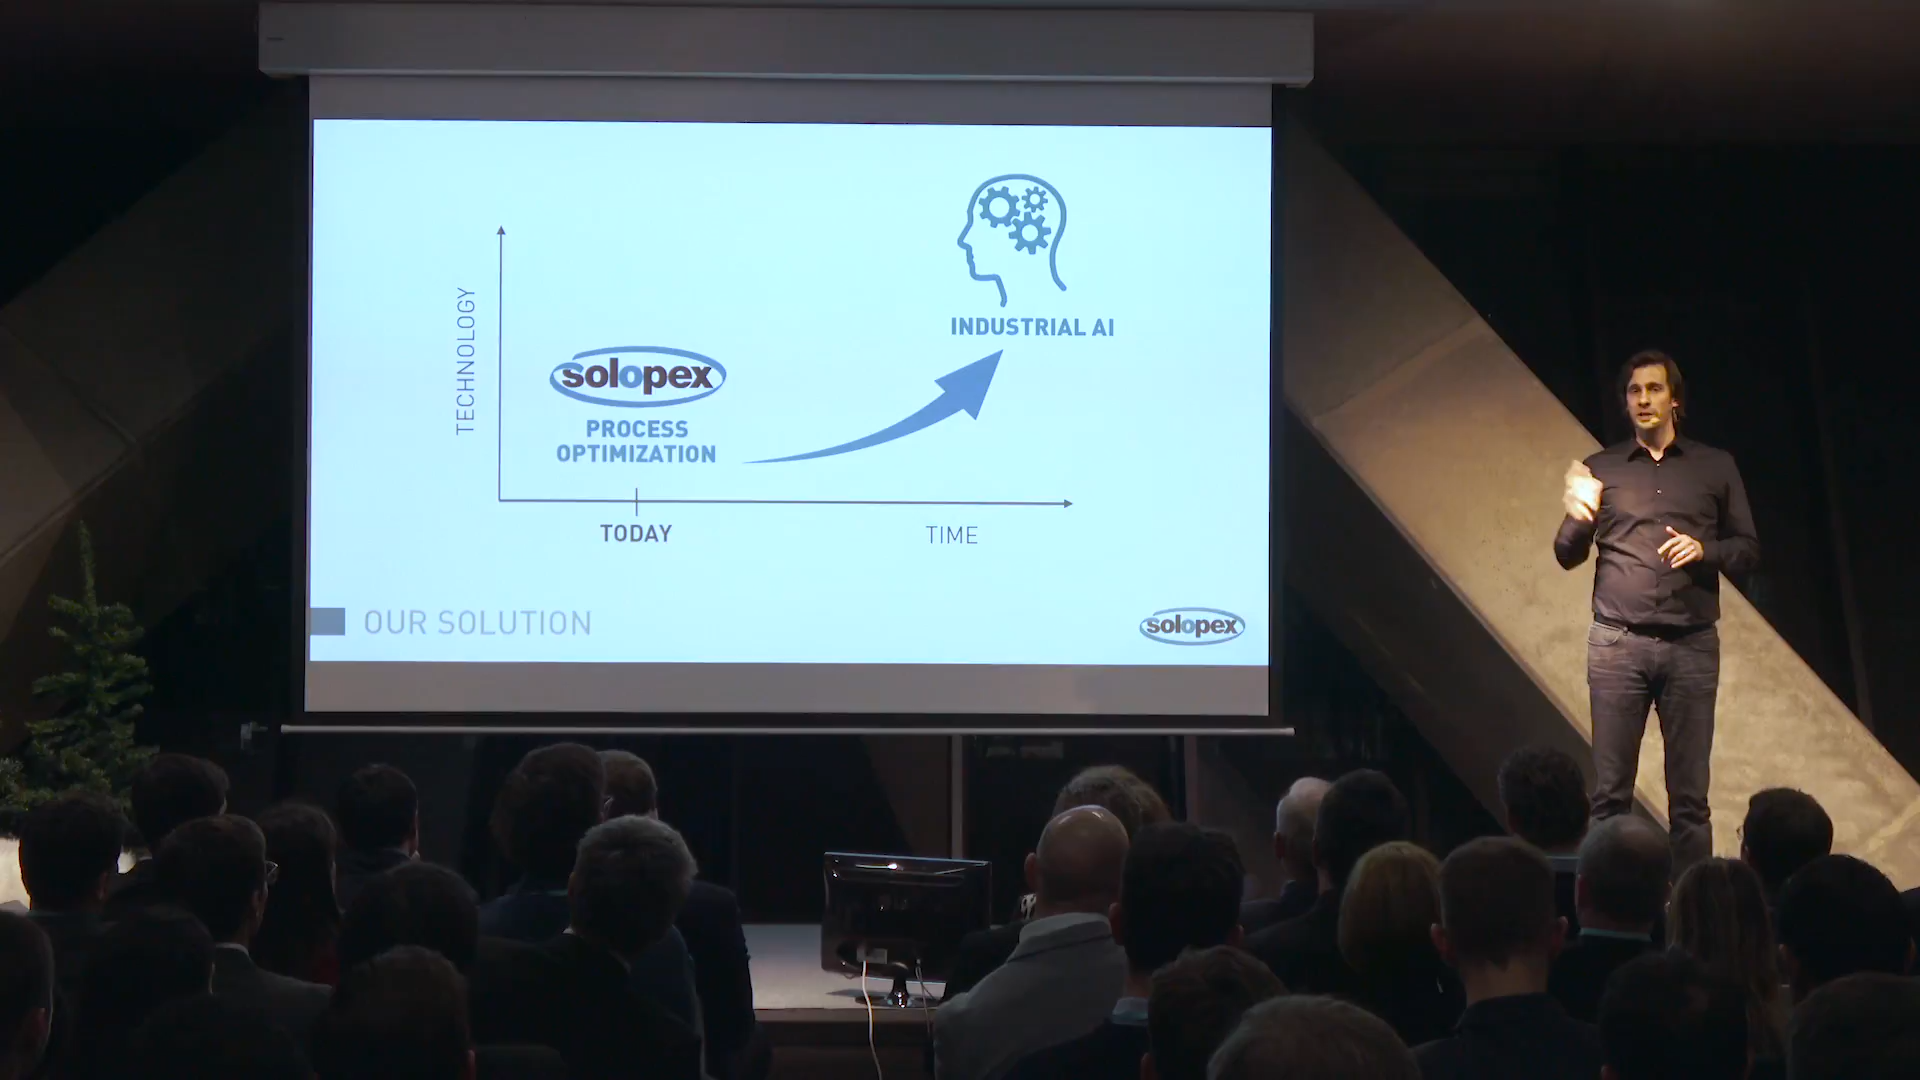 TECHNOLOGY
solopex
PROCESS
OPTIMIZATION
INDUSTRIAL AI
TODAY
TIME
OUR SOLUTION
solopex